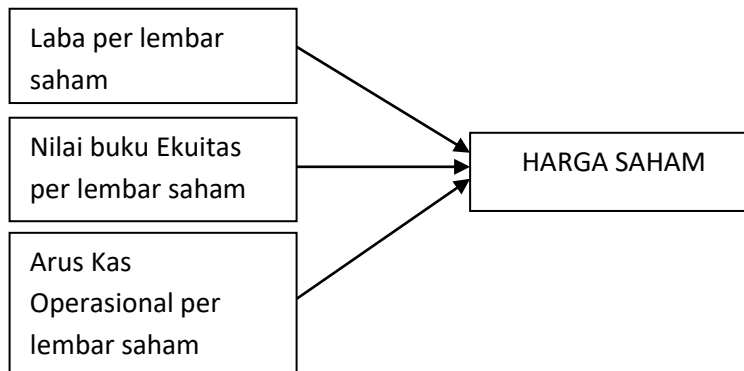 Laba per lembar
saham
Nilai buku Ekuitas
per lembar saham
HARGA SAHAM
Arus Kas
Operasional per
lembar saham